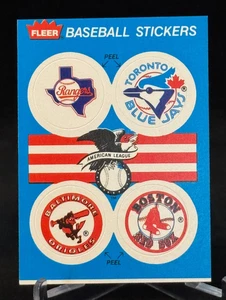 FLEER BASEBALL STICKERS
PEEL
Rangers
TORONTO
BLUE JAYS
AMERICAN LEAGUE
BALTIMORE
ORIOLES
BOSTON
RED SOX
PEEL